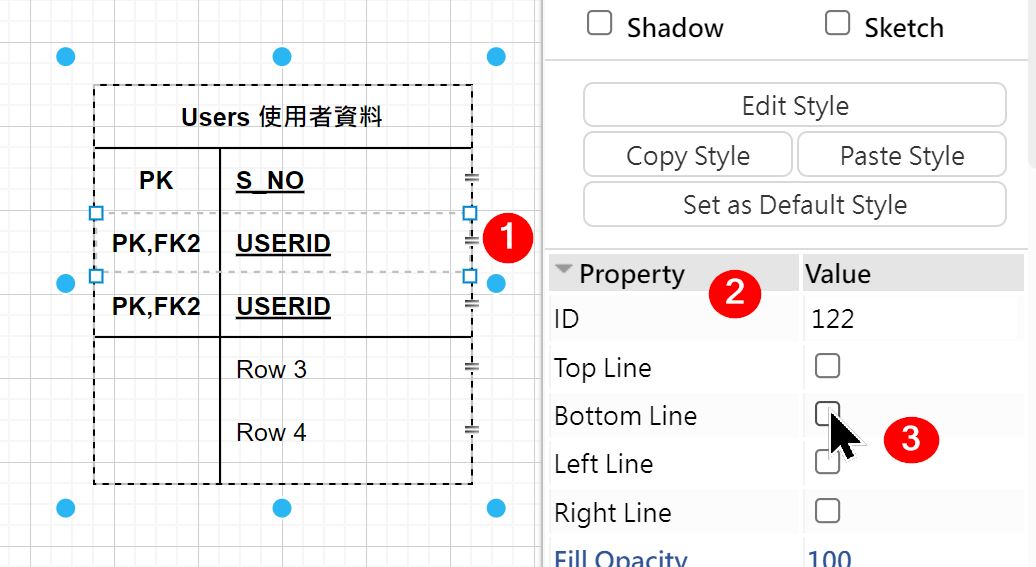 Shadow Sketch
Users 使用者資料
PK S_NO
PK,FK2 USERID
PK,FK2 USERID
Row 3
Row 4
1
Edit Style
Copy Style Paste Style
Set as Default Style
Property Value
2
ID 122
Top Line
Bottom Line
3
Left Line
Right Line
Fill Opacity 100